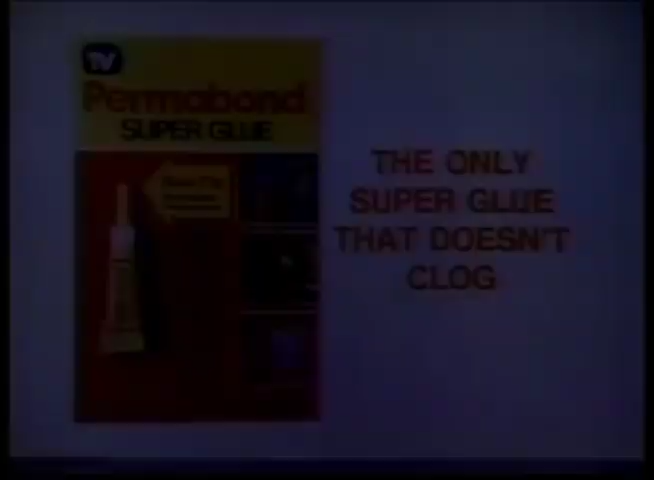 TV
Permabond
SUPER GLUE
THE ONLY
SUPER GLUE
THAT DOESN'T
CLOG